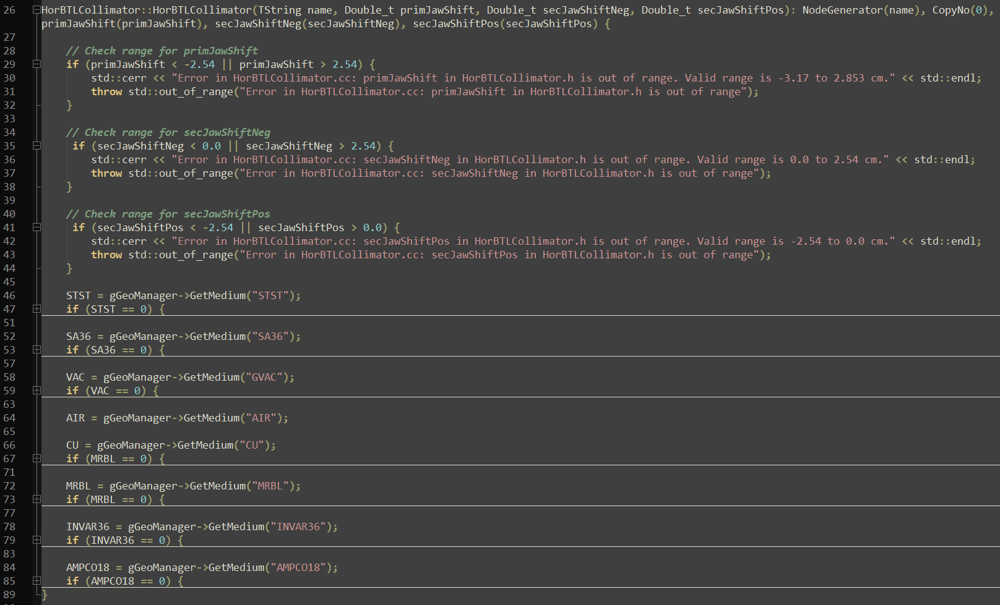 26 HorBTLCollimator::HorBTLCollimator(TString name, Double_t primJawShift, Double_t secJawShiftNeg, Double_t secJawShiftPos): NodeGenerator(name), CopyNo(0),
primJawShift(primJawShift), secJawShiftNeg(secJawShiftNeg), secJawShiftPos(secJawShiftPos) {
27
28     // Check range for primJawShift
29     if (primJawShift < -2.54 || primJawShift > 2.54) {
30         std::cerr << "Error in HorBTLCollimator.cc: primJawShift in HorBTLCollimator.h is out of range. Valid range is -3.17 to 2.853 cm." << std::endl;
31         throw std::out_of_range("Error in HorBTLCollimator.cc: primJawShift in HorBTLCollimator.h is out of range");
32     }
33
34     // Check range for secJawShiftNeg
35      if (secJawShiftNeg < 0.0 || secJawShiftNeg > 2.54) {
36         std::cerr << "Error in HorBTLCollimator.cc: secJawShiftNeg in HorBTLCollimator.h is out of range. Valid range is 0.0 to 2.54 cm." << std::endl;
37         throw std::out_of_range("Error in HorBTLCollimator.cc: secJawShiftNeg in HorBTLCollimator.h is out of range");
38     }
39
40     // Check range for secJawShiftPos
41      if (secJawShiftPos < -2.54 || secJawShiftPos > 0.0) {
42         std::cerr << "Error in HorBTLCollimator.cc: secJawShiftPos in HorBTLCollimator.h is out of range. Valid range is -2.54 to 0.0 cm." << std::endl;
43         throw std::out_of_range("Error in HorBTLCollimator.cc: secJawShiftPos in HorBTLCollimator.h is out of range");
44     }
45
46     STST = gGeoManager->GetMedium("STST");
47     if (STST == 0) {
51
52     SA36 = gGeoManager->GetMedium("SA36");
53     if (SA36 == 0) {
57
58     VAC = gGeoManager->GetMedium("GVAC");
59     if (VAC == 0) {
63
64     AIR = gGeoManager->GetMedium("AIR");
65
66     CU = gGeoManager->GetMedium("CU");
67     if (MRBL == 0) {
71
72     MRBL = gGeoManager->GetMedium("MRBL");
73     if (MRBL == 0) {
77
78     INVAR36 = gGeoManager->GetMedium("INVAR36");
79     if (INVAR36 == 0) {
83
84     AMPCO18 = gGeoManager->GetMedium("AMPCO18");
85     if (AMPCO18 == 0) {
89 }